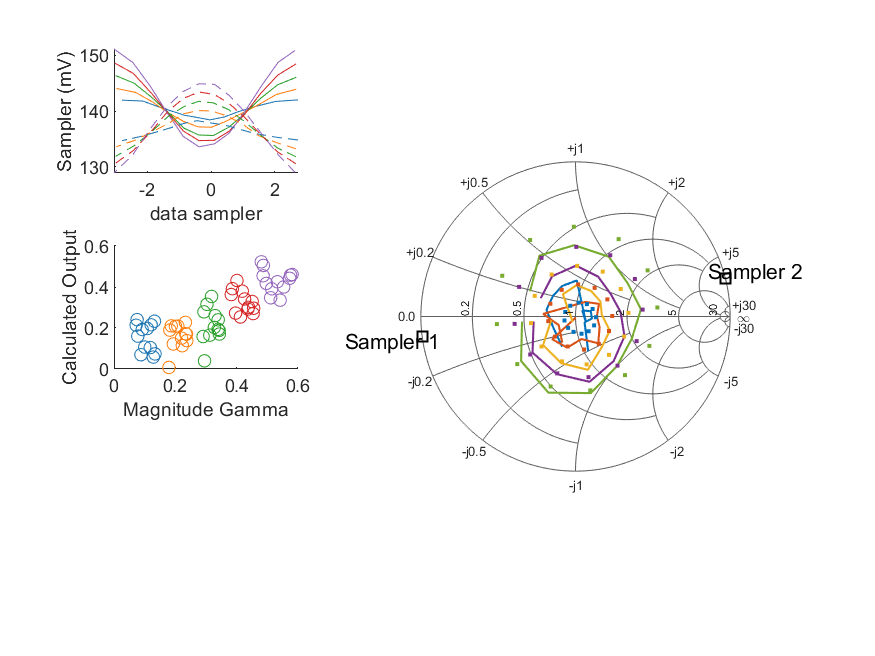 150
140
130
Sampler (mV)
-2
0
2
data sampler
0.6
0.4
0.2
0
Calculated Output
0
0.2
0.4
0.6
Magnitude Gamma
+j1
+j0.5
+j2
+j0.2
+j5
Sampler 2
+j30
0.0
0.2
0.5
1
2
5
30
∞
-j30
Sampler 1
-j0.2
-j5
-j0.5
-j2
-j1